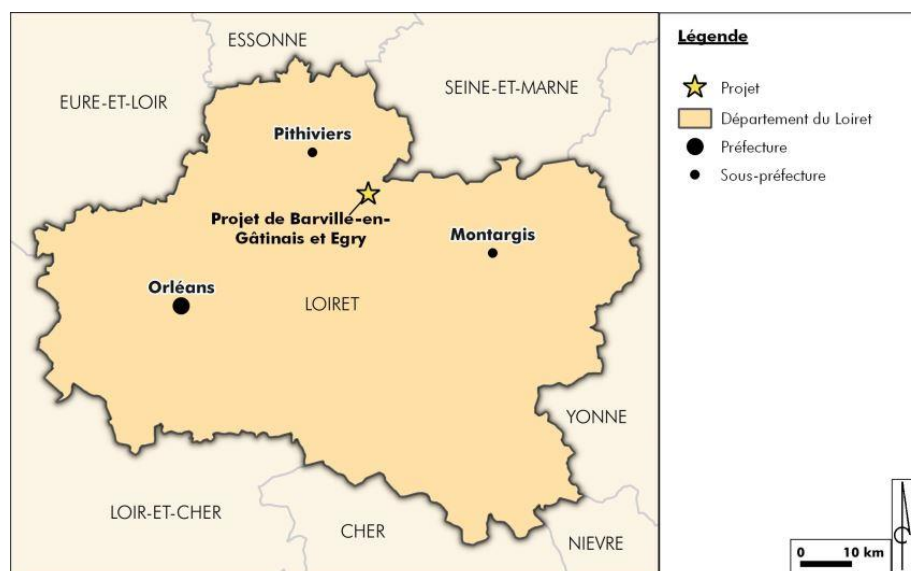 ESSONNE
EURE-ET-LOIR
SEINE-ET-MARNE
Pithiviers
Projet de Barville-en-
Gâtinais et Egry
Montargis
Orléans
LOIRET
YONNE
LOIR-ET-CHER
CHER
NIEVRE
Légende
Projet
Département du Loiret
Préfecture
Sous-préfecture
0 10 km